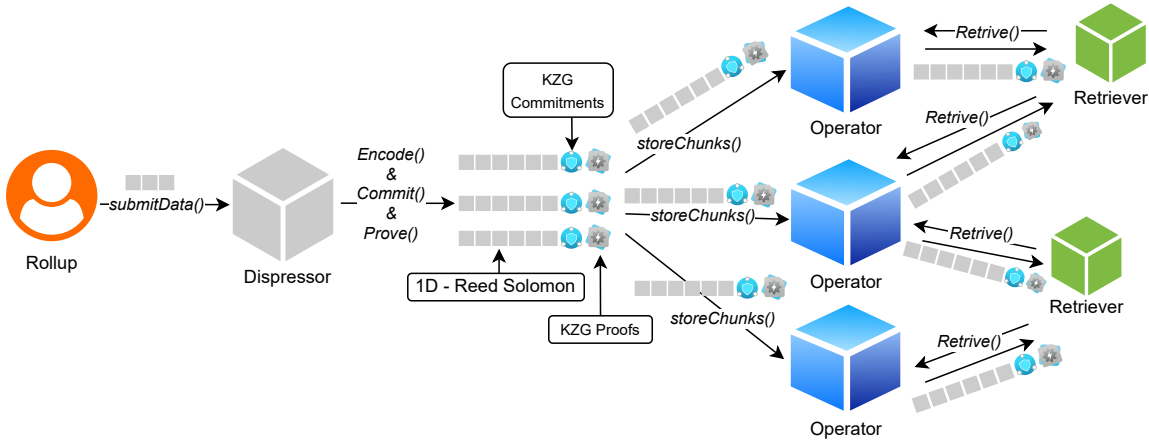 Rollup
submitData()
Dispressor
Encode()
&
Commit()
&
Prove()
KZG
Commitments
1D - Reed Solomon
KZG Proofs
storeChunks()
storeChunks()
storeChunks()
Operator
Operator
Operator
Retrive()
Retrive()
Retrive()
Retrive()
Retriever
Retriever